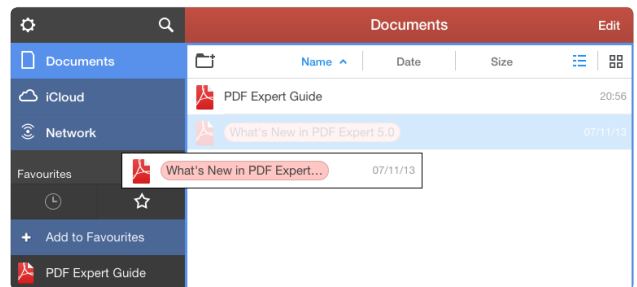 Documents Edit
Documents
Name Date Size
iCloud
PDF Expert Guide 20:56
Network
What's New in PDF Expert 5.0 07/11/13
Favourites
What's New in PDF Expert... 07/11/13
+ Add to Favourites
PDF Expert Guide